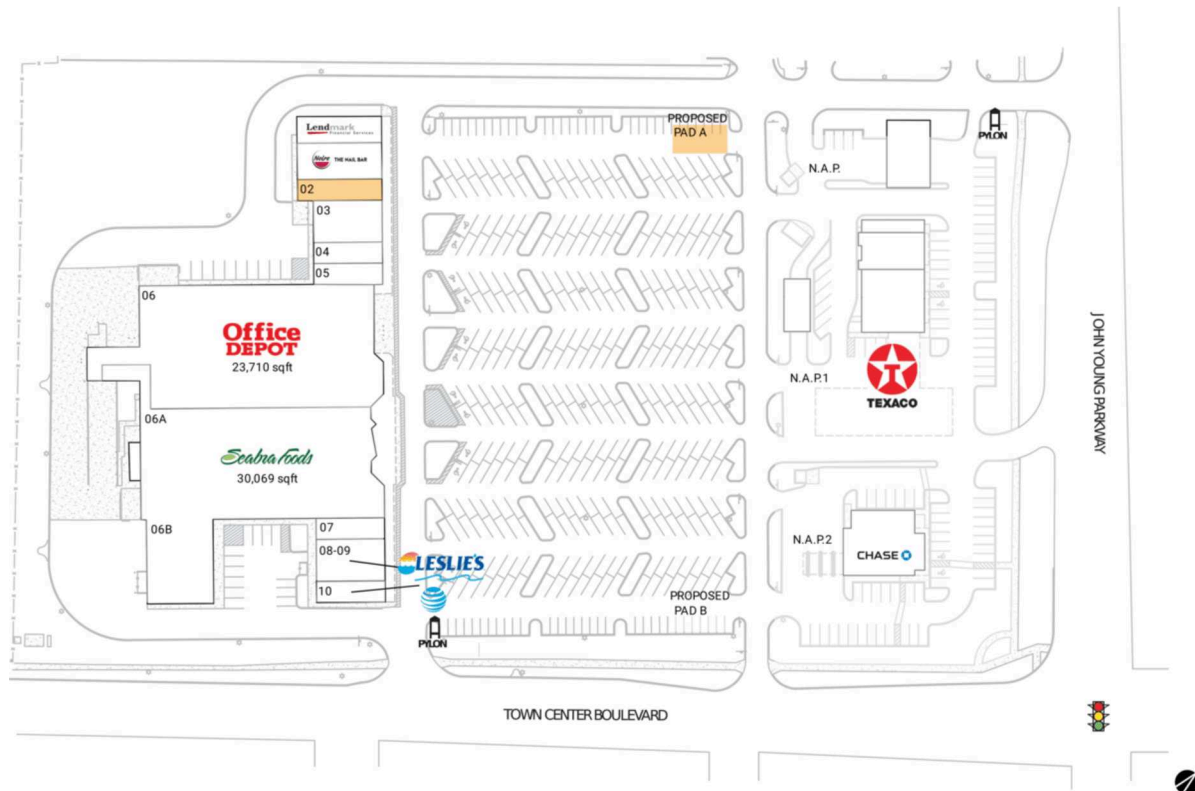 Lendmark
Financial Services
Noire THE NAIL BAR
02
03
04
05
06
Office
DEPOT
23,710 sqft
06A
Seabra Foods
30,069 sqft
06B
07
08-09
10
LESLIE'S
PYLON
PROPOSED
PAD A
PROPOSED
PAD B
N.A.P.
PYLON
N.A.P.1
T
TEXACO
N.A.P.2
CHASE
JOHN YOUNG PARKWAY
TOWN CENTER BOULEVARD